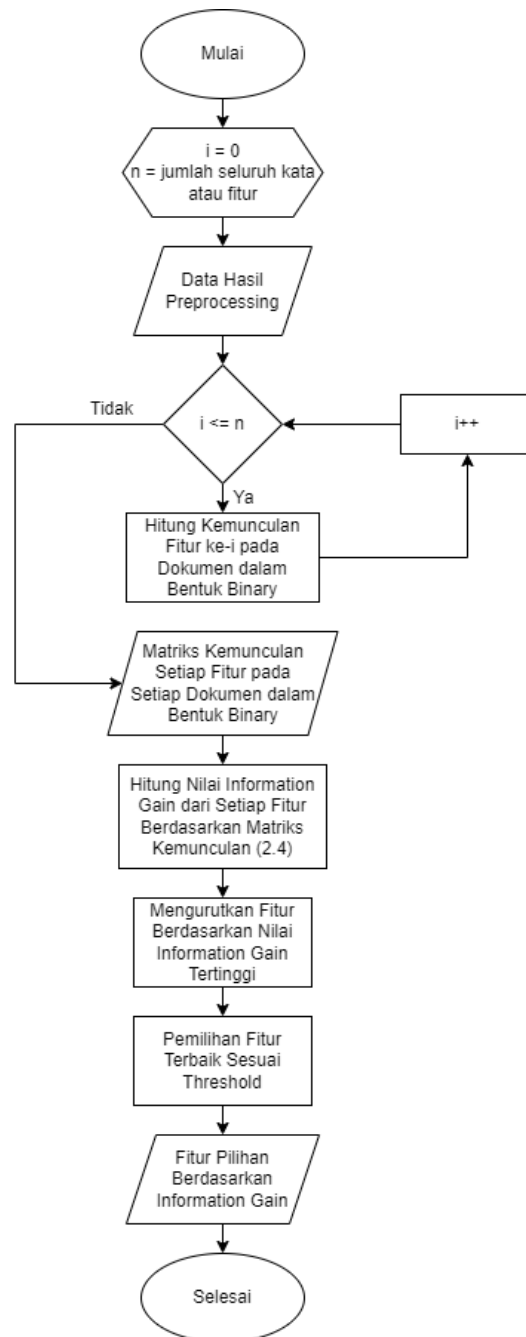 Mulai
i = 0
n = jumlah seluruh kata
atau fitur
Data Hasil
Preprocessing
Tidak
i <= n
i++
Ya
Hitung Kemunculan
Fitur ke-i pada
Dokumen dalam
Bentuk Binary
Matriks Kemunculan
Setiap Fitur pada
Setiap Dokumen dalam
Bentuk Binary
Hitung Nilai Information
Gain dari Setiap Fitur
Berdasarkan Matriks
Kemunculan (2.4)
Mengurutkan Fitur
Berdasarkan Nilai
Information Gain
Tertinggi
Pemilihan Fitur
Terbaik Sesuai
Threshold
Fitur Pilihan
Berdasarkan
Information Gain
Selesai